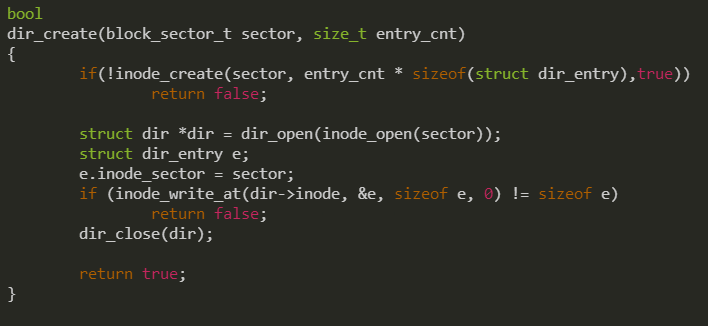 bool
dir_create(block_sector_t sector, size_t entry_cnt)
{
        if(!inode_create(sector, entry_cnt * sizeof(struct dir_entry),true))
                return false;

        struct dir *dir = dir_open(inode_open(sector));
        struct dir_entry e;
        e.inode_sector = sector;
        if (inode_write_at(dir->inode, &e, sizeof e, 0) != sizeof e)
                return false;
        dir_close(dir);

        return true;
}